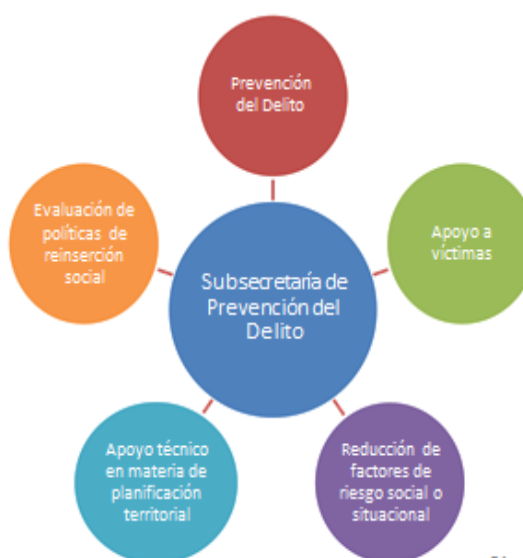 Prevención
del Delito
Evaluación de
políticas de
reinserción
social
Apoyo a
víctimas
Subsecretaría de
Prevención del
Delito
Apoyo técnico
en materia de
planificación
territorial
Reducción de
factores de
riesgo social o
situacional